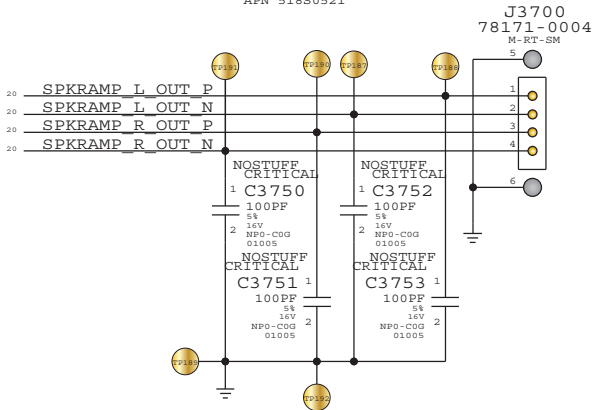 APN 518S0521
J3700
78171-0004
M-RT-SM
5
TP191
TP190
TP187
TP188
20 SPKRAMP_L_OUT_P 1
20 SPKRAMP_L_OUT_N 2
20 SPKRAMP_R_OUT_P 3
20 SPKRAMP_R_OUT_N 4
6
NOSTUFF
CRITICAL
1 C3750
100PF
5%
16V
2 NP0-C0G
01005
NOSTUFF
CRITICAL
1 C3752
100PF
5%
16V
2 NP0-C0G
01005
NOSTUFF
CRITICAL
C3751 1
100PF
5%
16V
NP0-C0G 2
01005
NOSTUFF
CRITICAL
C3753 1
100PF
5%
16V
NP0-C0G 2
01005
TP189
TP192